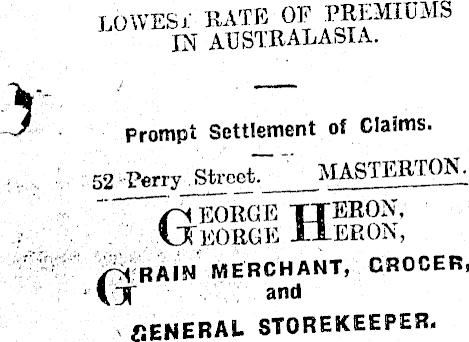 LOWEST RATE OF PREMIUMS
IN AUSTRALASIA.
Prompt Settlement of Claims.
52 Perry Street. MASTERTON.
GEORGE HERON,
GEORGE HERON,
GRAIN MERCHANT, GROCER,
and
GENERAL STOREKEEPER.